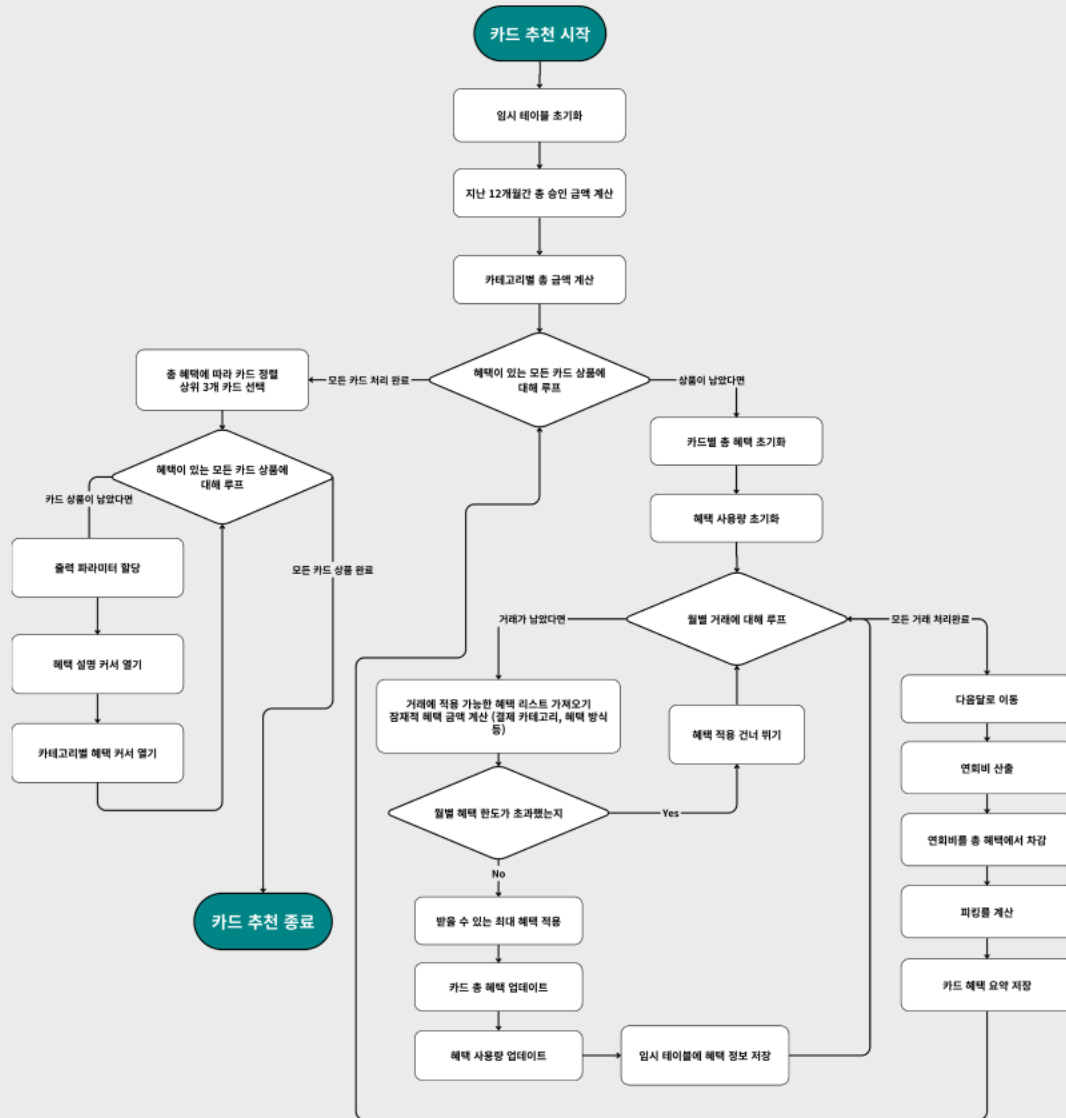 카드 추천 시작
임시 테이블 초기화
지난 12개월간 총 승인 금액 계산
카테고리별 총 금액 계산
혜택이 있는 모든 카드 상품에
대해 루프
모든 카드 처리 완료
상품이 남았다면
총 혜택에 따라 카드 정렬
상위 3개 카드 선택
혜택이 있는 모든 카드 상품에
대해 루프
카드 상품이 남았다면
출력 파라미터 할당
혜택 설명 커서 열기
카테고리별 혜택 커서 열기
모든 카드 상품 완료
카드 추천 종료
카드별 총 혜택 초기화
혜택 사용량 초기화
월별 거래에 대해 루프
거래가 남았다면
모든 거래 처리완료
거래에 적용 가능한 혜택 리스트 가져오기
잠재적 혜택 금액 계산 (결제 카테고리, 혜택 방식
등)
혜택 적용 건너 뛰기
월별 혜택 한도가 초과했는지
Yes
No
받을 수 있는 최대 혜택 적용
카드 총 혜택 업데이트
혜택 사용량 업데이트
임시 테이블에 혜택 정보 저장
다음달로 이동
연회비 산출
연회비를 총 혜택에서 차감
피킹률 계산
카드 혜택 요약 저장